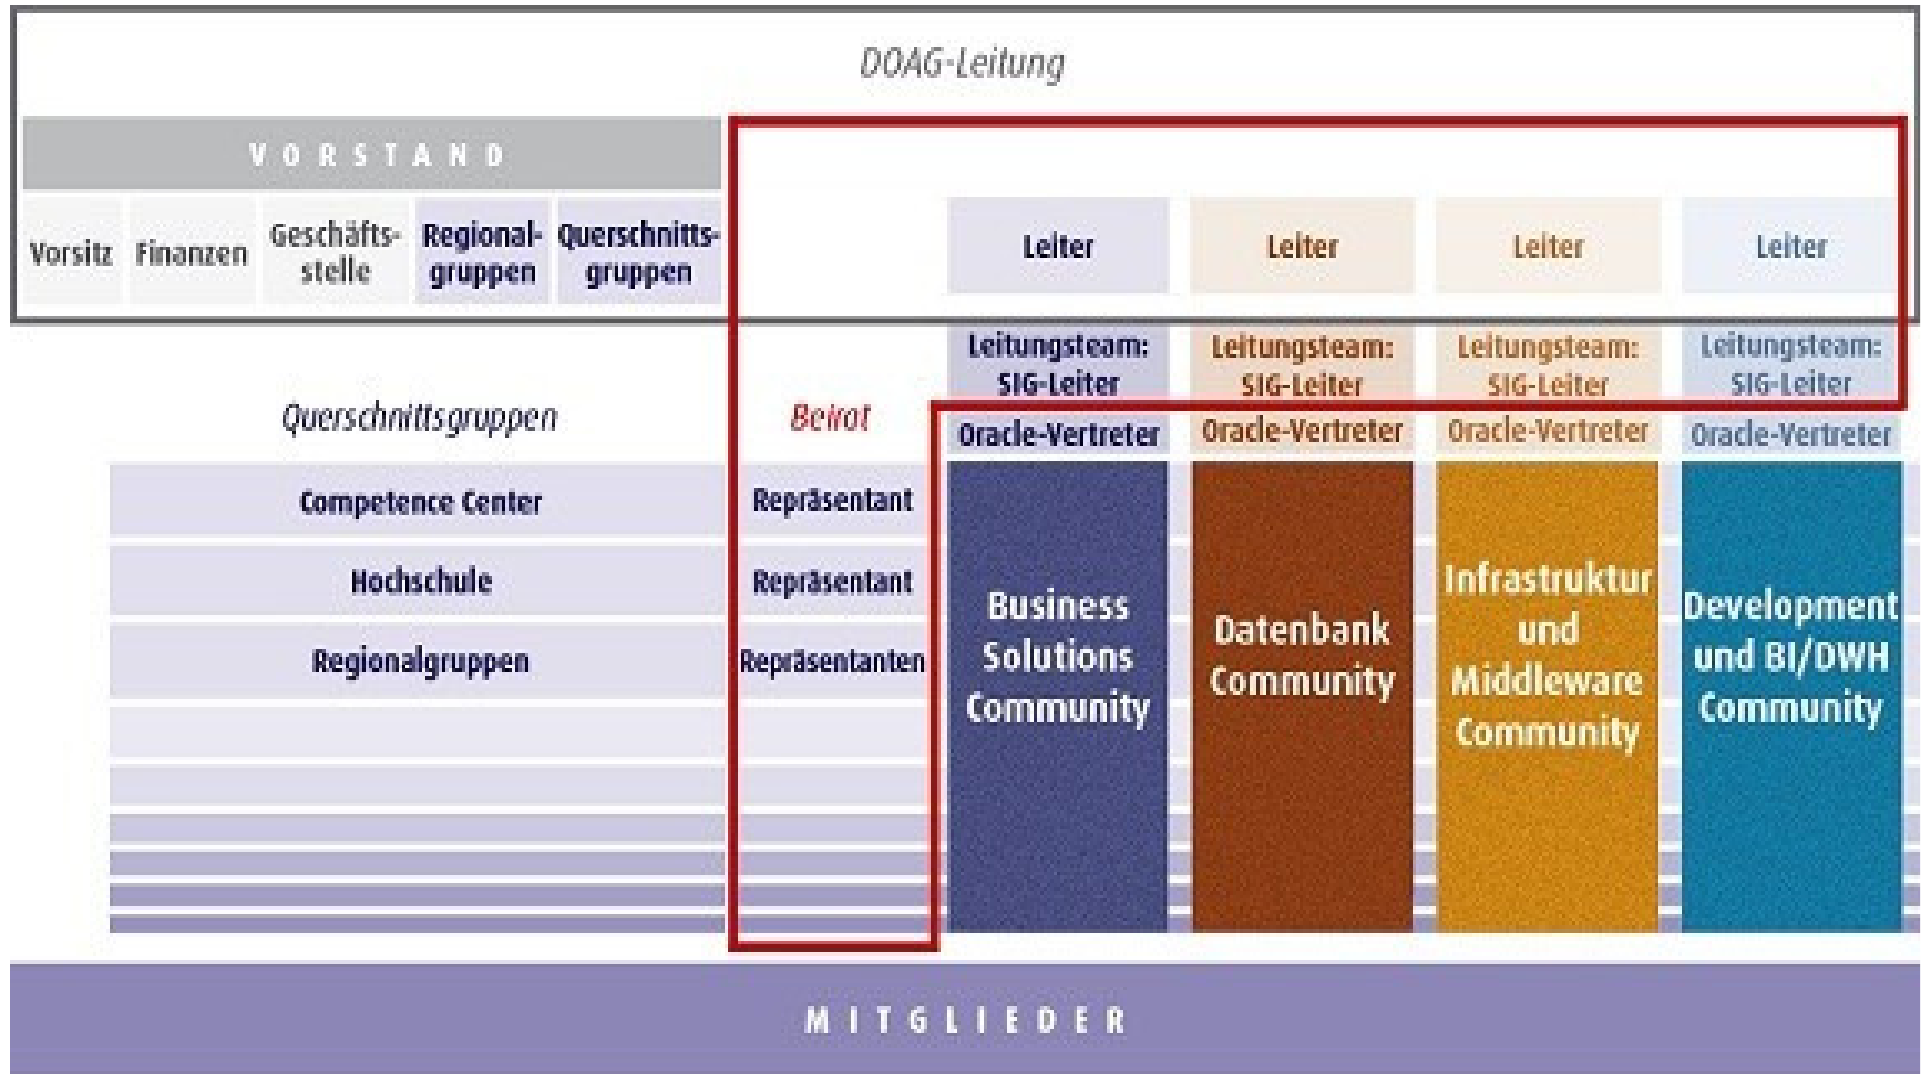 DOAG-Leitung
VORSTAND
Vorsitz
Finanzen
Geschäfts-
stelle
Regional-
gruppen
Querschnitts-
gruppen
Leiter
Leiter
Leiter
Leiter
Leitungsteam:
SIG-Leiter
Leitungsteam:
SIG-Leiter
Leitungsteam:
SIG-Leiter
Leitungsteam:
SIG-Leiter
Querschnittsgruppen
Beirat
Oracle-Vertreter
Oracle-Vertreter
Oracle-Vertreter
Oracle-Vertreter
Competence Center
Repräsentant
Hochschule
Repräsentant
Regionalgruppen
Repräsentanten
Business
Solutions
Community
Datenbank
Community
Infrastruktur
und
Middleware
Community
Development
und BI/DWH
Community
MITGLIEDER